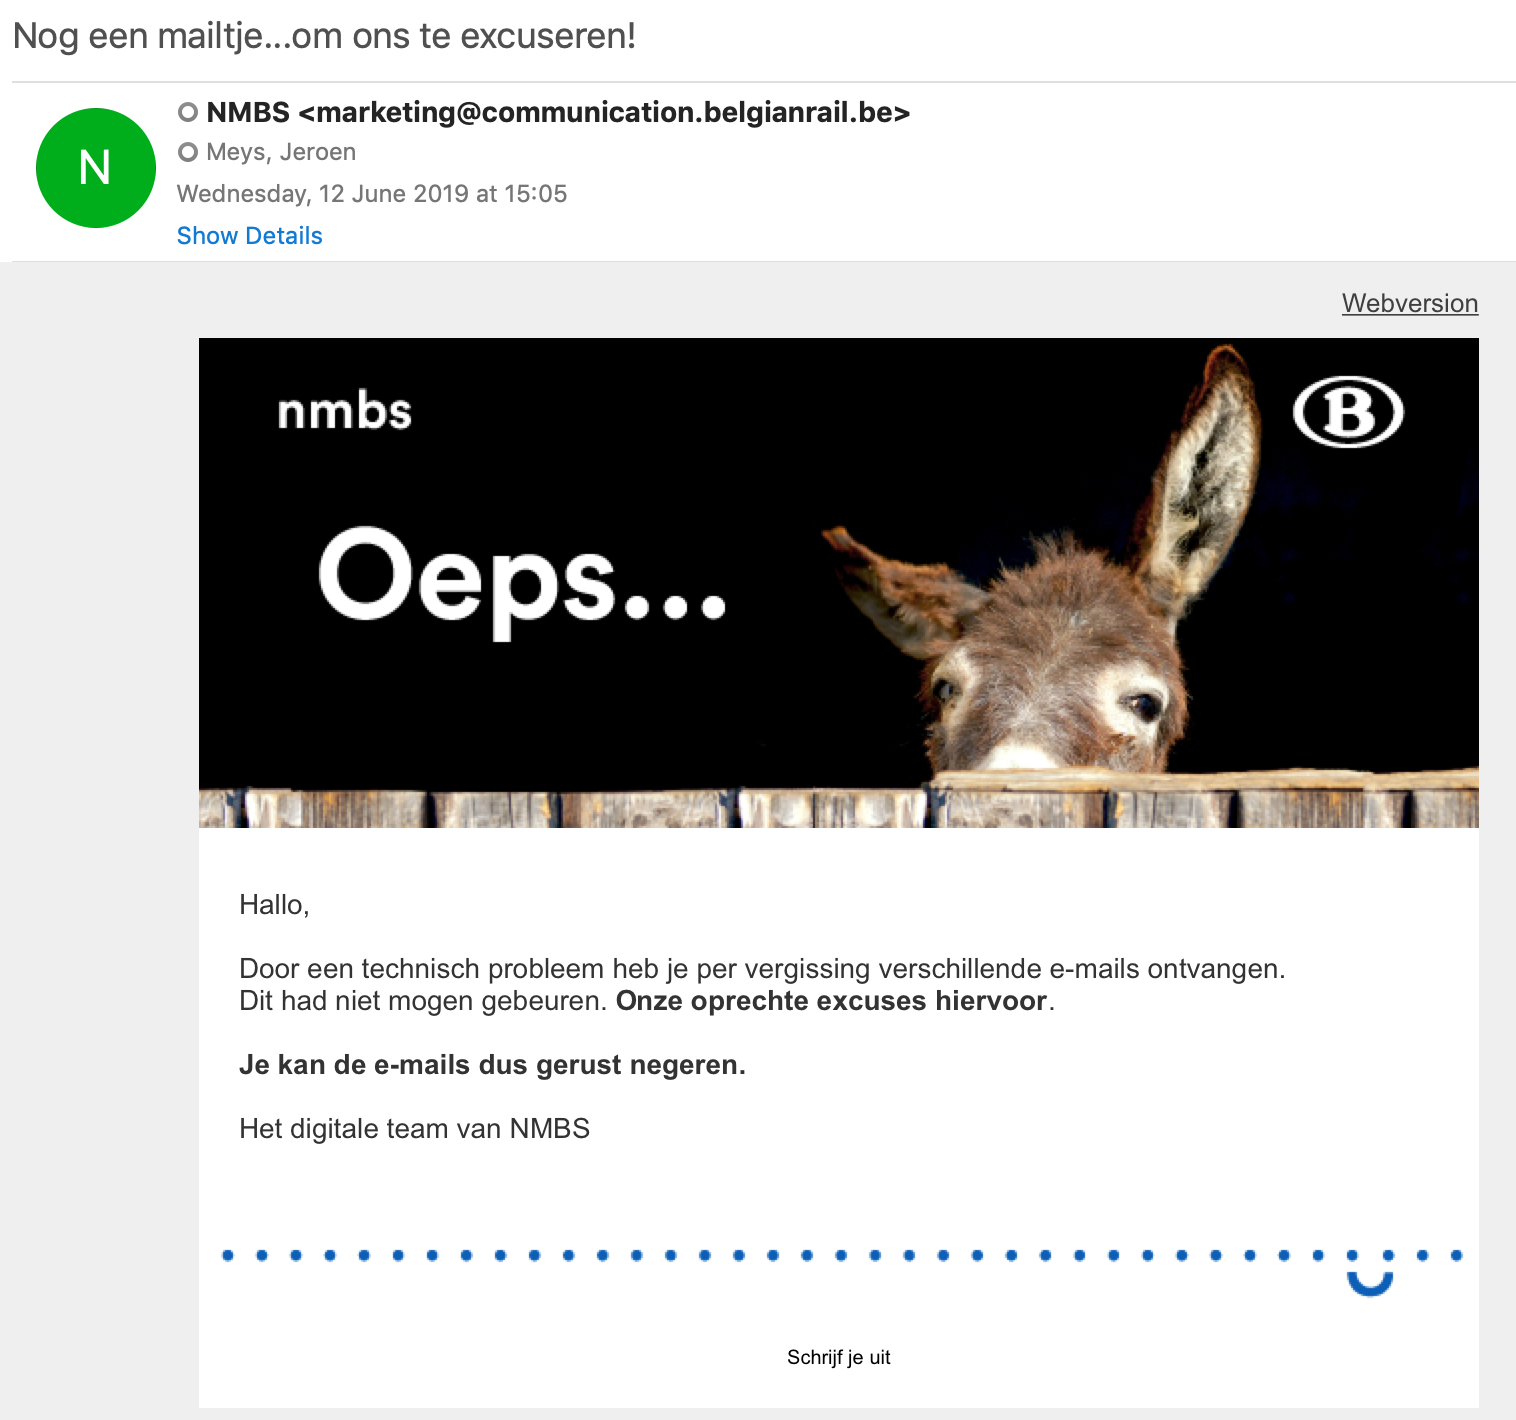 Nog een mailtje...om ons te excuseren!
NMBS <marketing@communication.belgianrail.be>
N
Meys, Jeroen
Wednesday, 12 June 2019 at 15:05
Show Details
Webversion
nmbs
B
Oeps...
Hallo,
Door een technisch probleem heb je per vergissing verschillende e-mails ontvangen.
Dit had niet mogen gebeuren. Onze oprechte excuses hiervoor.
Je kan de e-mails dus gerust negeren.
Het digitale team van NMBS
Schrijf je uit